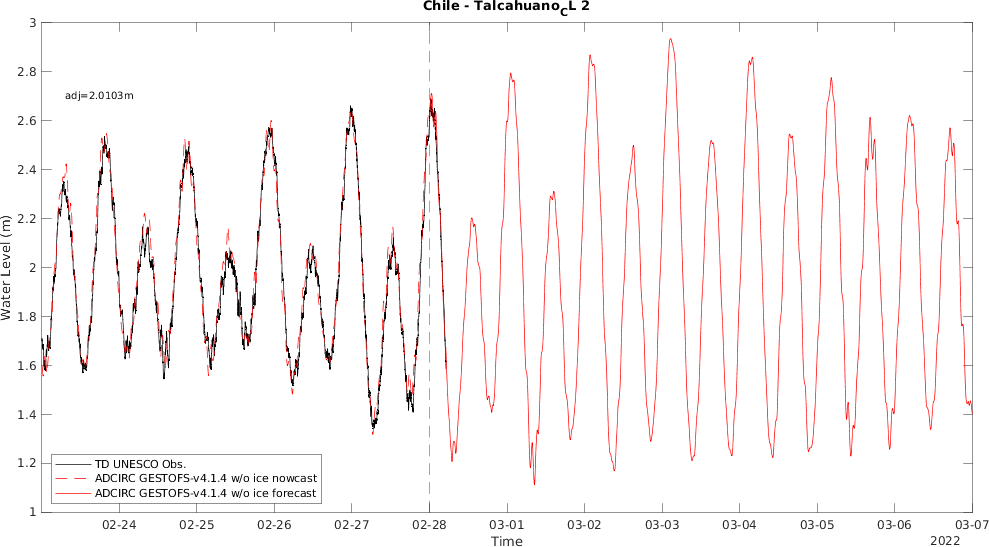 Chile - TalcahuanoCL 2
3
2.8
2.6
2.4
2.2
2
1.8
1.6
1.4
1.2
1
Water Level (m)
adj=2.0103m
TD UNESCO Obs.
ADCIRC GESTOFS-v4.1.4 w/o ice nowcast
ADCIRC GESTOFS-v4.1.4 w/o ice forecast
02-24 02-25 02-26 02-27 02-28 03-01 03-02 03-03 03-04 03-05 03-06 03-07
Time
2022